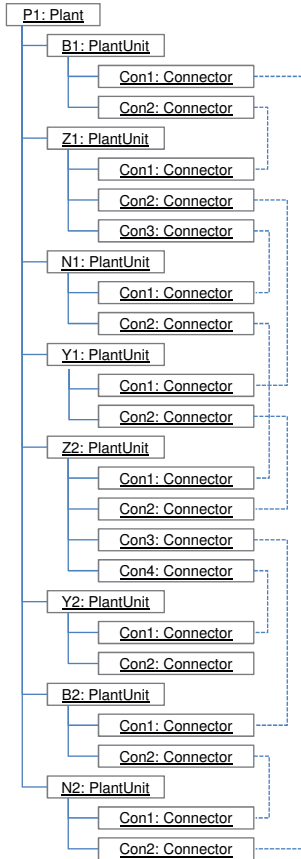 P1: Plant
B1: PlantUnit
Con1: Connector
Con2: Connector
Z1: PlantUnit
Con1: Connector
Con2: Connector
Con3: Connector
N1: PlantUnit
Con1: Connector
Con2: Connector
Y1: PlantUnit
Con1: Connector
Con2: Connector
Z2: PlantUnit
Con1: Connector
Con2: Connector
Con3: Connector
Con4: Connector
Y2: PlantUnit
Con1: Connector
Con2: Connector
B2: PlantUnit
Con1: Connector
Con2: Connector
N2: PlantUnit
Con1: Connector
Con2: Connector